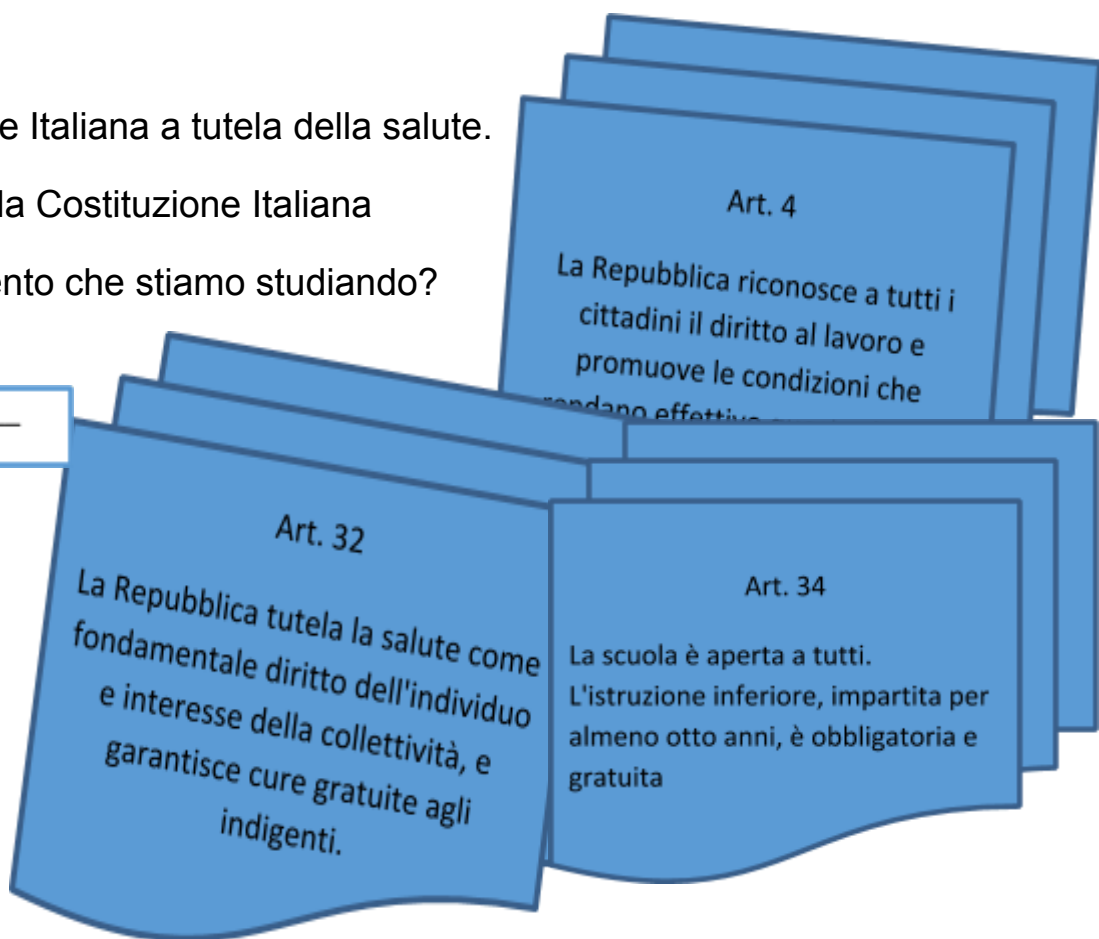 e Italiana a tutela della salute.
la Costituzione Italiana
ento che stiamo studiando?
Art. 4
La Repubblica riconosce a tutti i
cittadini il diritto al lavoro e
promuove le condizioni che
rendano effettivo
Art. 32
La Repubblica tutela la salute come
fondamentale diritto dell'individuo
e interesse della collettività, e
garantisce cure gratuite agli
indigenti.
Art. 34
La scuola è aperta a tutti.
L'istruzione inferiore, impartita per
almeno otto anni, è obbligatoria e
gratuita